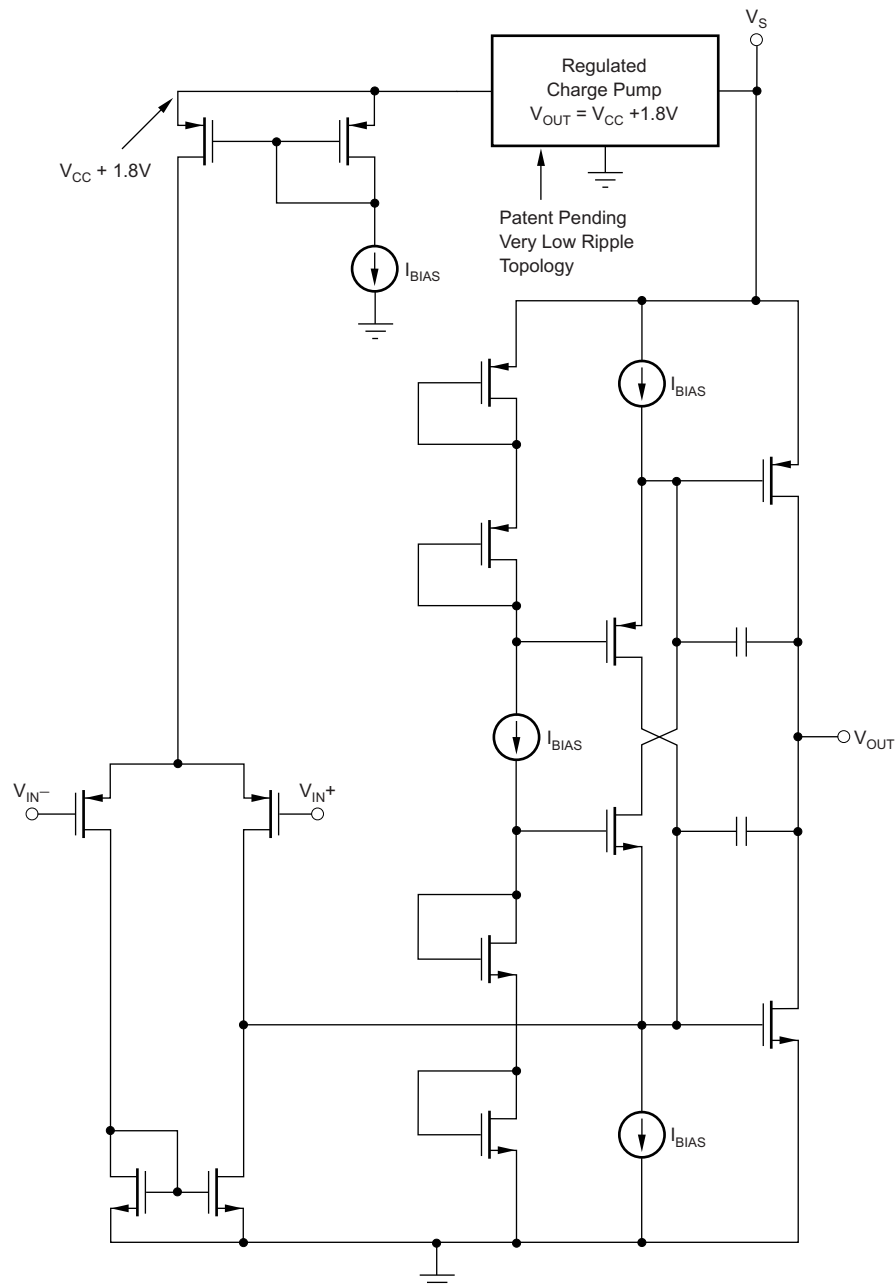 V_S
Regulated
Charge Pump
V_OUT = V_CC +1.8V
V_CC + 1.8V
Patent Pending
Very Low Ripple
Topology
I_BIAS
I_BIAS
I_BIAS
V_OUT
V_IN−
V_IN+
I_BIAS